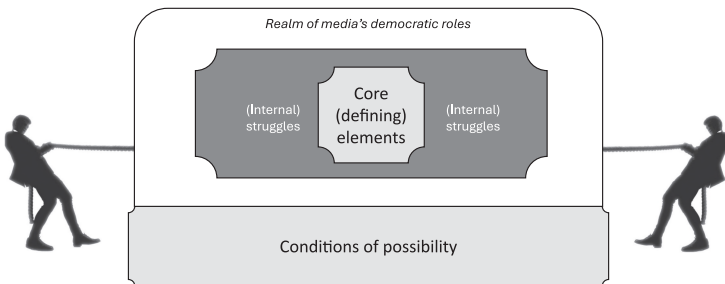 Realm of media's democratic roles
Core
(defining)
elements
(Internal)
struggles
(Internal)
struggles
Conditions of possibility